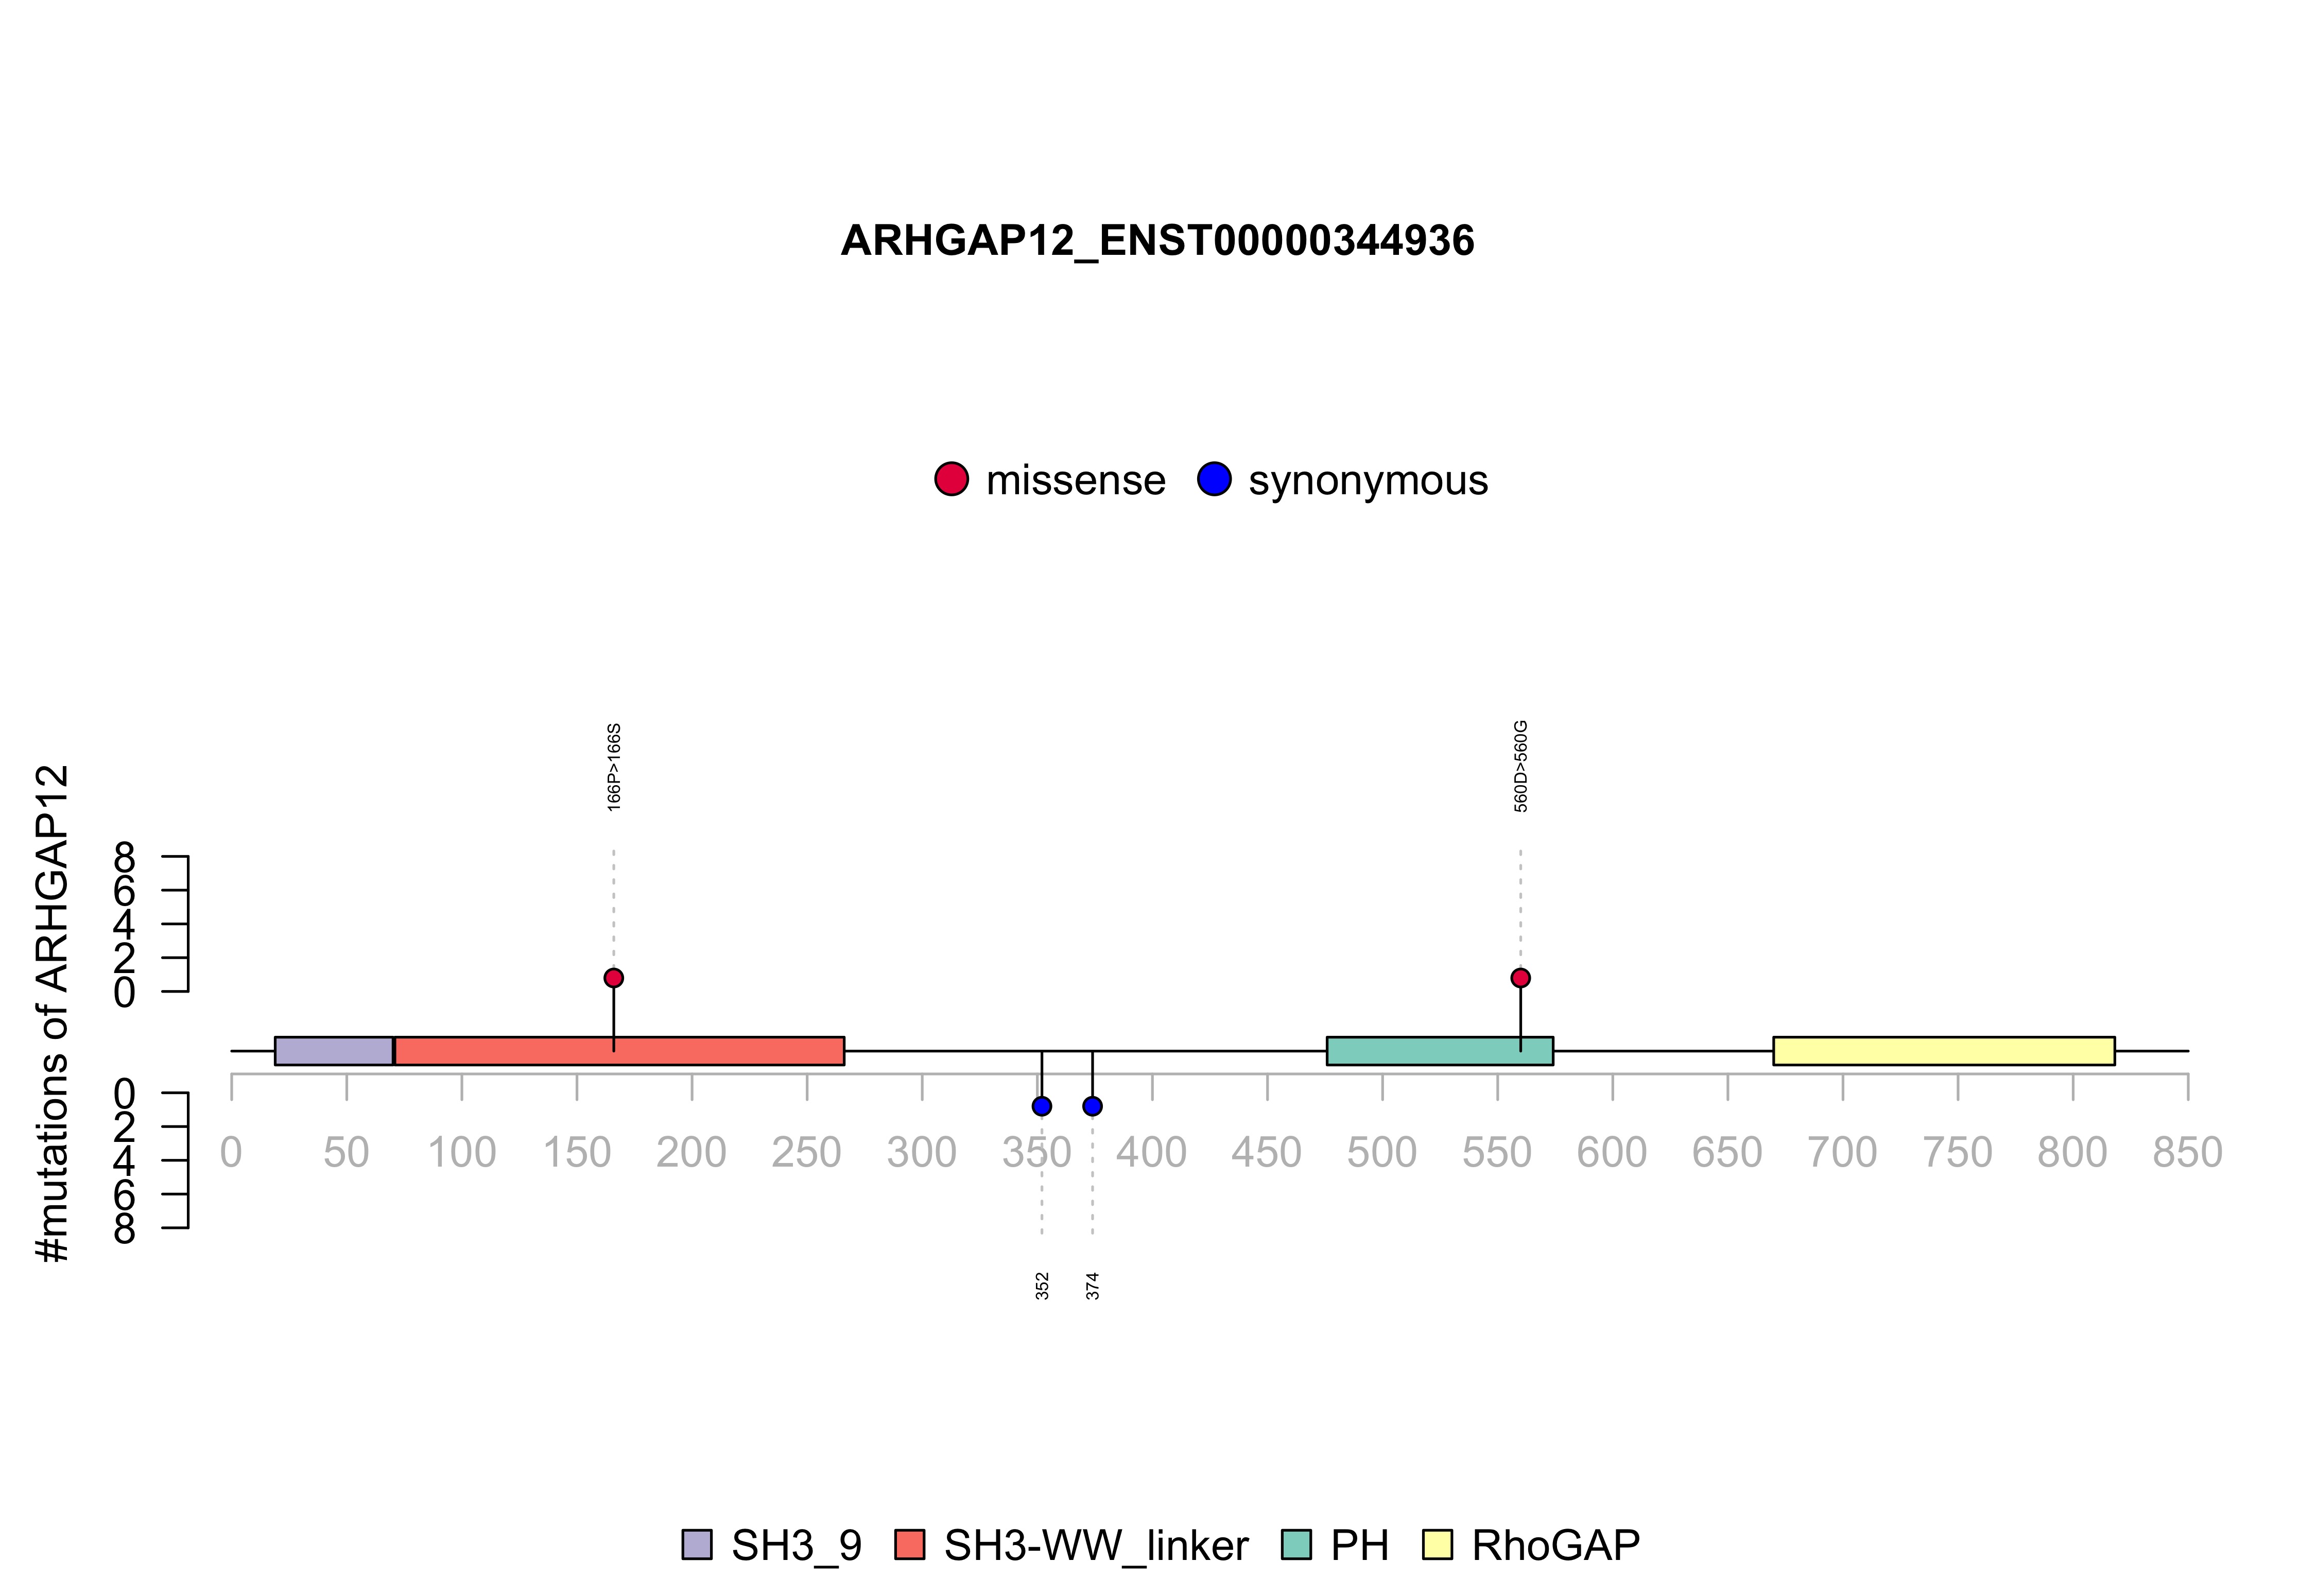 ARHGAP12_ENST00000344936
missense synonymous
166P>166S
560D>560G
#mutations of ARHGAP12
8
6
4
2
0
0
2
4
6
8
0 50 100 150 200 250 300 350 400 450 500 550 600 650 700 750 800 850
352
374
SH3_9 SH3-WW_linker PH RhoGAP